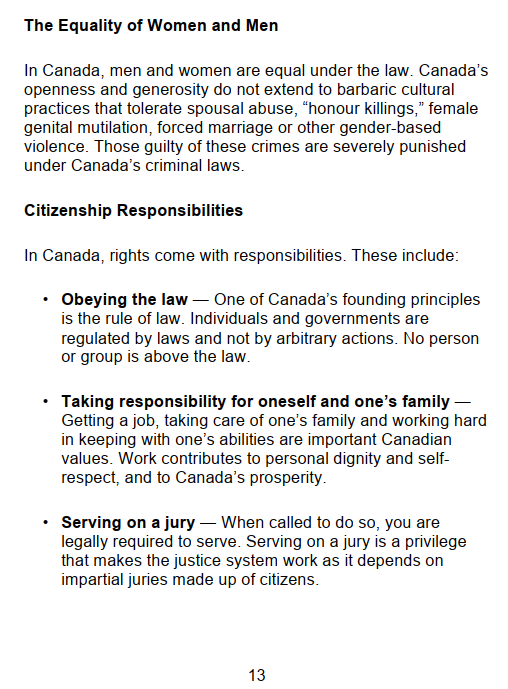 The Equality of Women and Men
In Canada, men and women are equal under the law. Canada’s
openness and generosity do not extend to barbaric cultural
practices that tolerate spousal abuse, “honour killings,” female
genital mutilation, forced marriage or other gender-based
violence. Those guilty of these crimes are severely punished
under Canada’s criminal laws.
Citizenship Responsibilities
In Canada, rights come with responsibilities. These include:
• Obeying the law — One of Canada’s founding principles
is the rule of law. Individuals and governments are
regulated by laws and not by arbitrary actions. No person
or group is above the law.
• Taking responsibility for oneself and one’s family —
Getting a job, taking care of one’s family and working hard
in keeping with one’s abilities are important Canadian
values. Work contributes to personal dignity and self-
respect, and to Canada’s prosperity.
• Serving on a jury — When called to do so, you are
legally required to serve. Serving on a jury is a privilege
that makes the justice system work as it depends on
impartial juries made up of citizens.
13